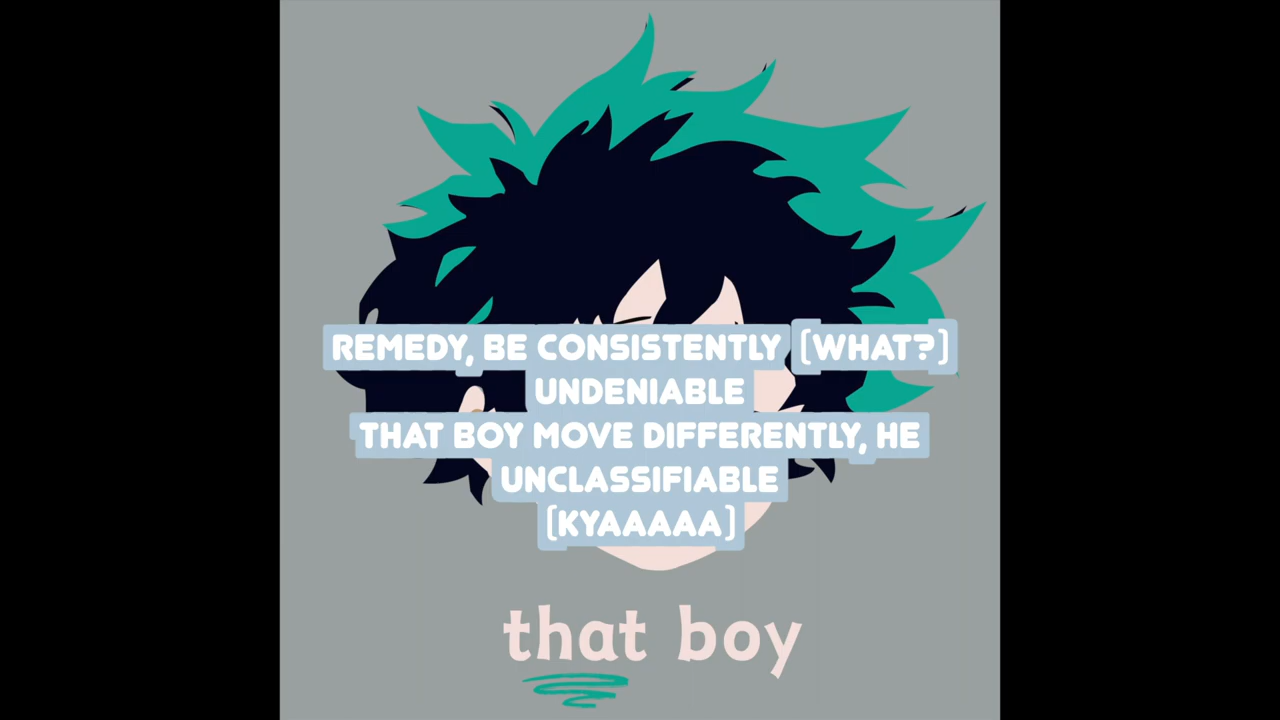 REMEDY, BE CONSISTENTLY [WHAT?]
UNDENIABLE
THAT BOY MOVE DIFFERENTLY, HE
UNCLASSIFIABLE
[KYAAAAA]
that boy